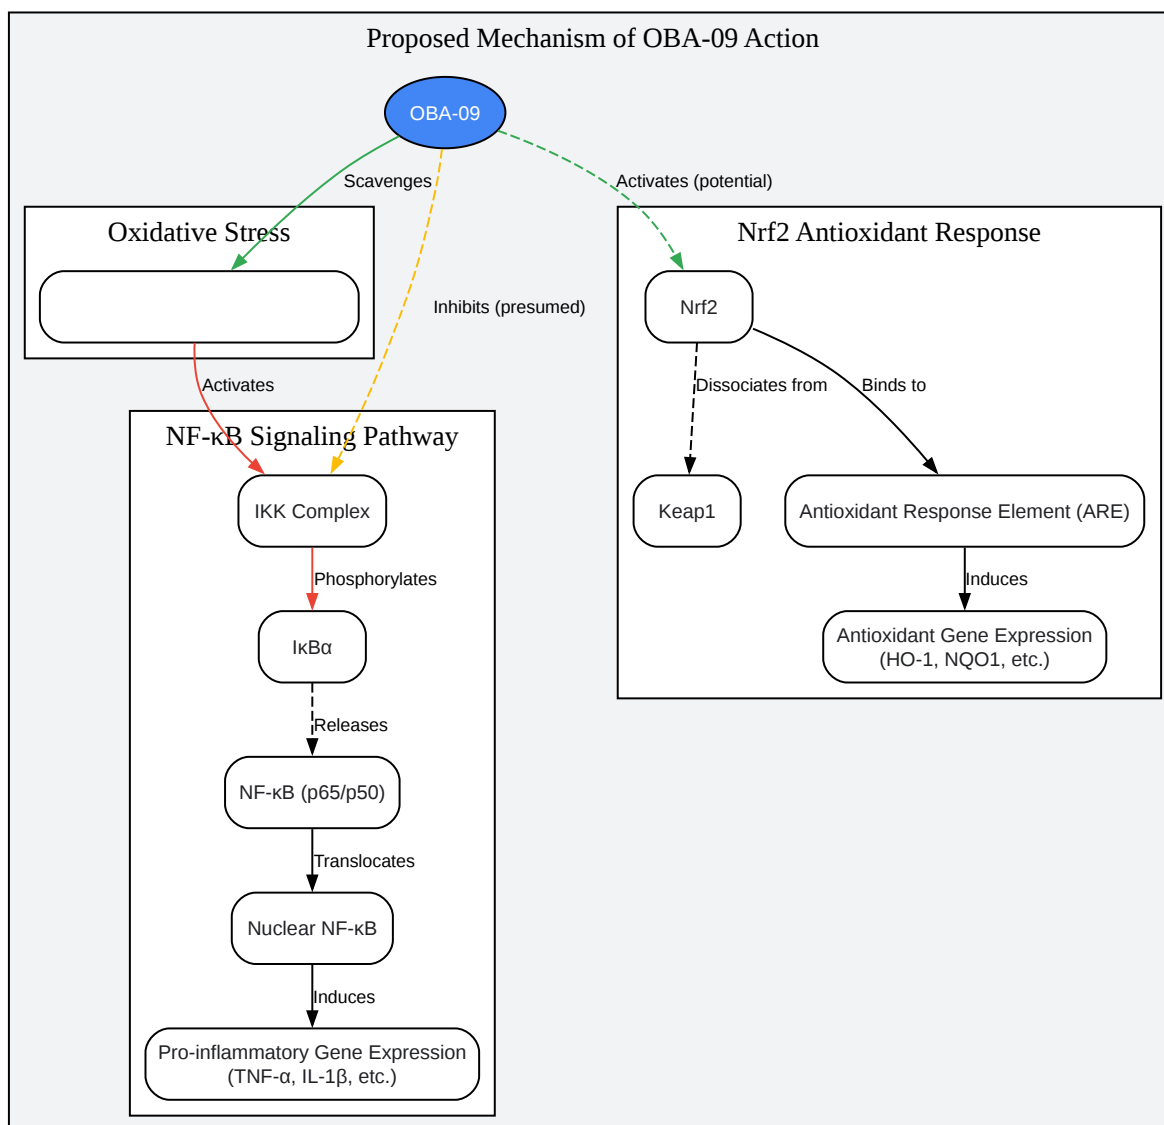 Proposed Mechanism of OBA-09 Action
OBA-09
Scavenges
Activates (potential)
Inhibits (presumed)
Oxidative Stress
Activates
NF-κB Signaling Pathway
IKK Complex
Phosphorylates
IκBα
Releases
NF-κB (p65/p50)
Translocates
Nuclear NF-κB
Induces
Pro-inflammatory Gene Expression
(TNF-α, IL-1β, etc.)
Nrf2 Antioxidant Response
Nrf2
Dissociates from
Binds to
Keap1
Antioxidant Response Element (ARE)
Induces
Antioxidant Gene Expression
(HO-1, NQO1, etc.)